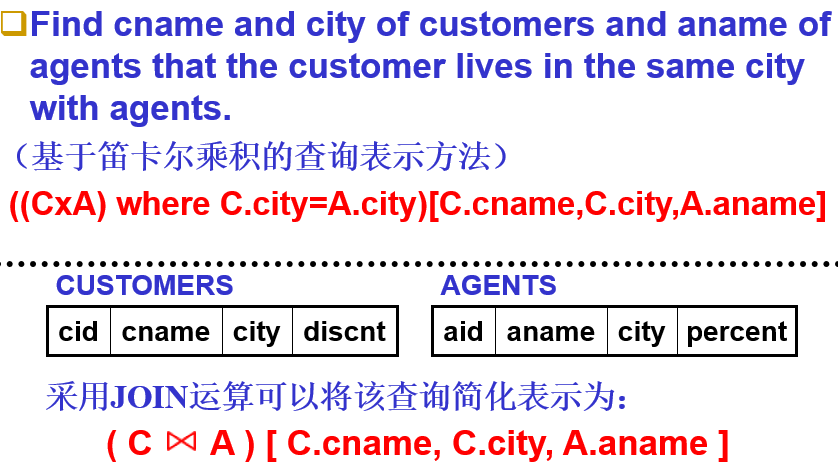 Find cname and city of customers and aname of
agents that the customer lives in the same city
with agents.
（基于笛卡尔乘积的查询表示方法）
((CxA) where C.city=A.city)[C.cname,C.city,A.aname]
CUSTOMERS AGENTS
cid cname city discnt aid aname city percent
采用JOIN运算可以将该查询简化表示为：
( C ⋈ A ) [ C.cname, C.city, A.aname ]